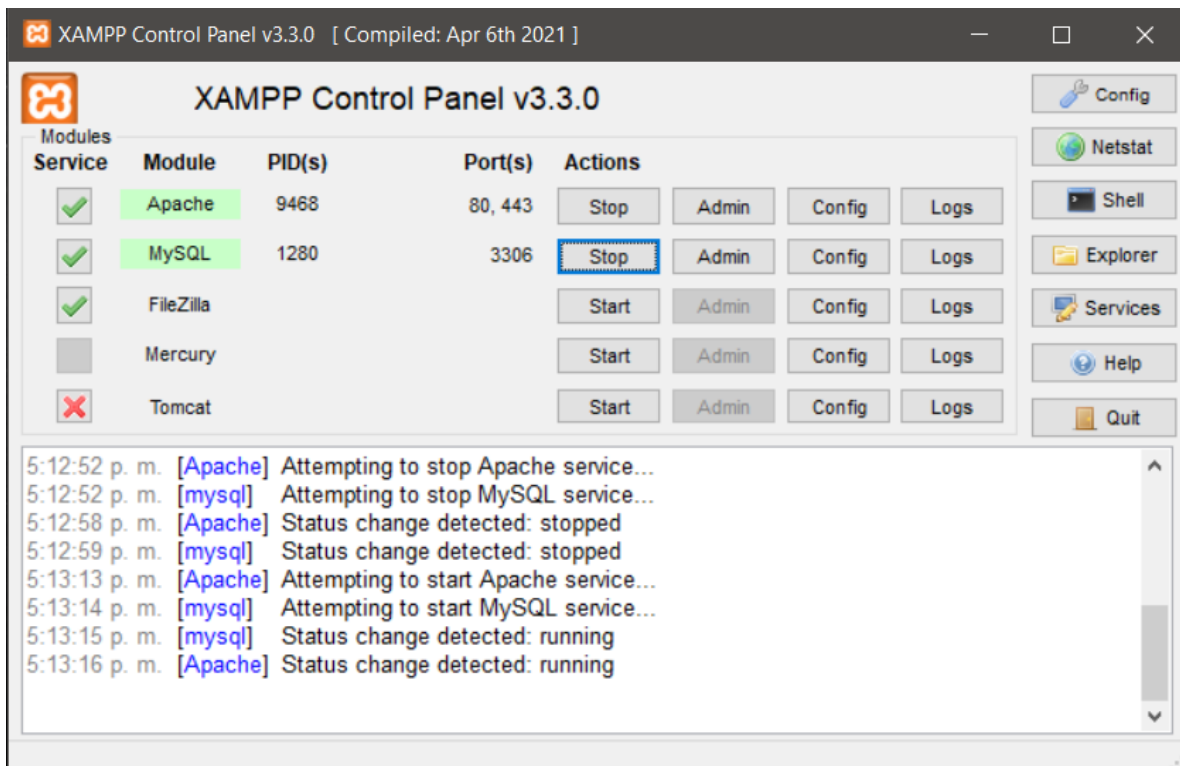 XAMPP Control Panel v3.3.0 [ Compiled: Apr 6th 2021 ]
XAMPP Control Panel v3.3.0
Config
Netstat
Shell
Explorer
Services
Help
Quit
Modules
Service Module PID(s) Port(s) Actions
Apache 9468 80, 443 Stop Admin Config Logs
MySQL 1280 3306 Stop Admin Config Logs
FileZilla Start Admin Config Logs
Mercury Start Admin Config Logs
Tomcat Start Admin Config Logs
5:12:52 p. m. [Apache] Attempting to stop Apache service...
5:12:52 p. m. [mysql] Attempting to stop MySQL service...
5:12:58 p. m. [Apache] Status change detected: stopped
5:12:59 p. m. [mysql] Status change detected: stopped
5:13:13 p. m. [Apache] Attempting to start Apache service...
5:13:14 p. m. [mysql] Attempting to start MySQL service...
5:13:15 p. m. [mysql] Status change detected: running
5:13:16 p. m. [Apache] Status change detected: running